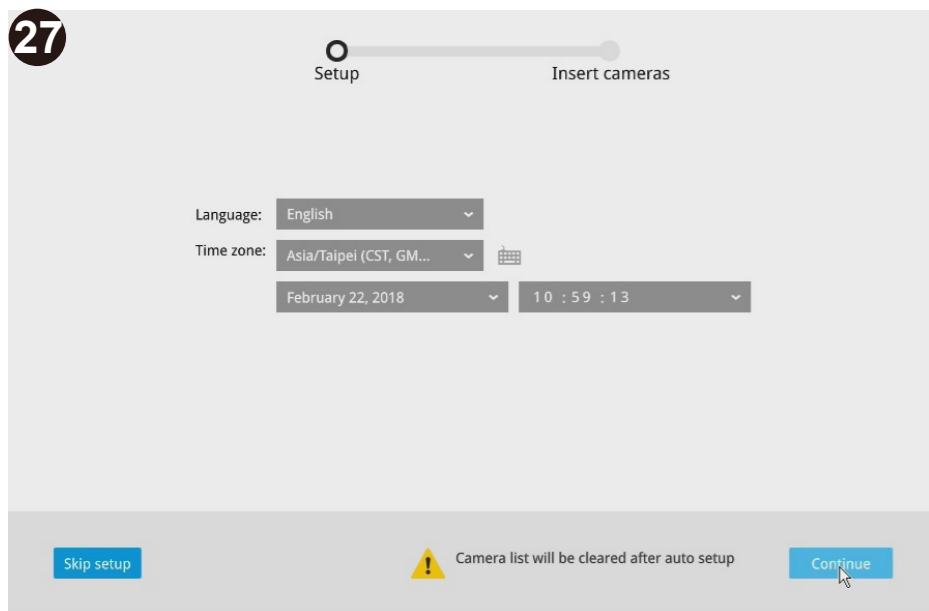 27
Setup Insert cameras
Language: English
Time zone: Asia/Taipei (CST, GM...
February 22, 2018 10 : 59 : 13
Skip setup Camera list will be cleared after auto setup Continue